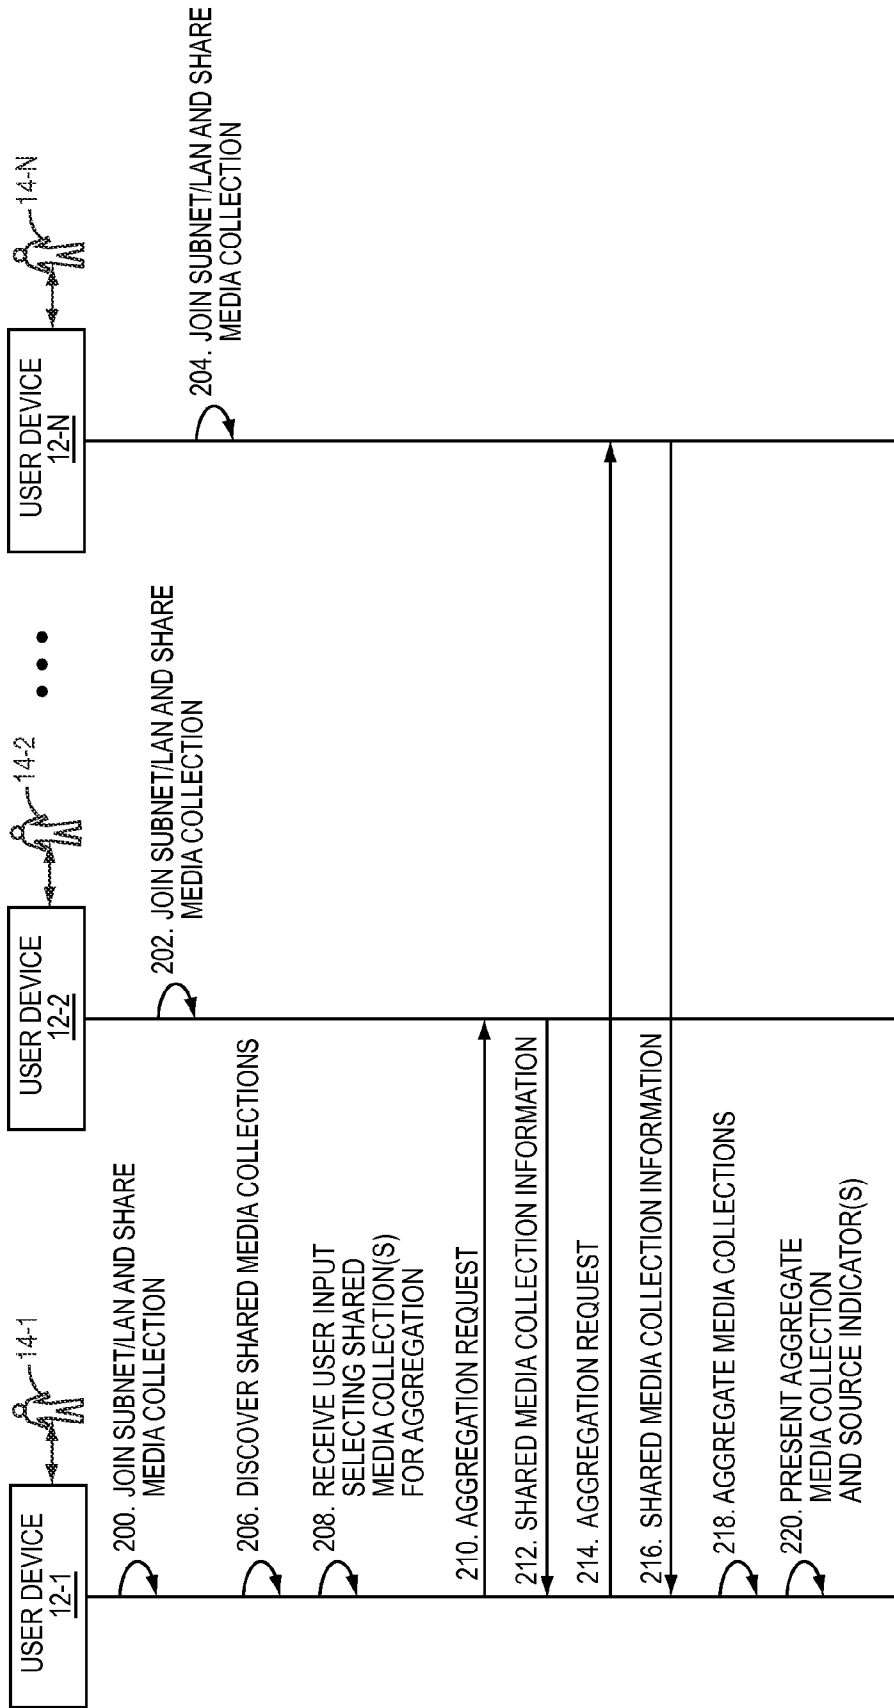 USER DEVICE
12-1
14-1
USER DEVICE
12-2
14-2
USER DEVICE
12-N
14-N
200. JOIN SUBNET/LAN AND SHARE
MEDIA COLLECTION
202. JOIN SUBNET/LAN AND SHARE
MEDIA COLLECTION
204. JOIN SUBNET/LAN AND SHARE
MEDIA COLLECTION
206. DISCOVER SHARED MEDIA COLLECTIONS
208. RECEIVE USER INPUT
SELECTING SHARED
MEDIA COLLECTION(S)
FOR AGGREGATION
210. AGGREGATION REQUEST
212. SHARED MEDIA COLLECTION INFORMATION
214. AGGREGATION REQUEST
216. SHARED MEDIA COLLECTION INFORMATION
218. AGGREGATE MEDIA COLLECTIONS
220. PRESENT AGGREGATE
MEDIA COLLECTION
AND SOURCE INDICATOR(S)